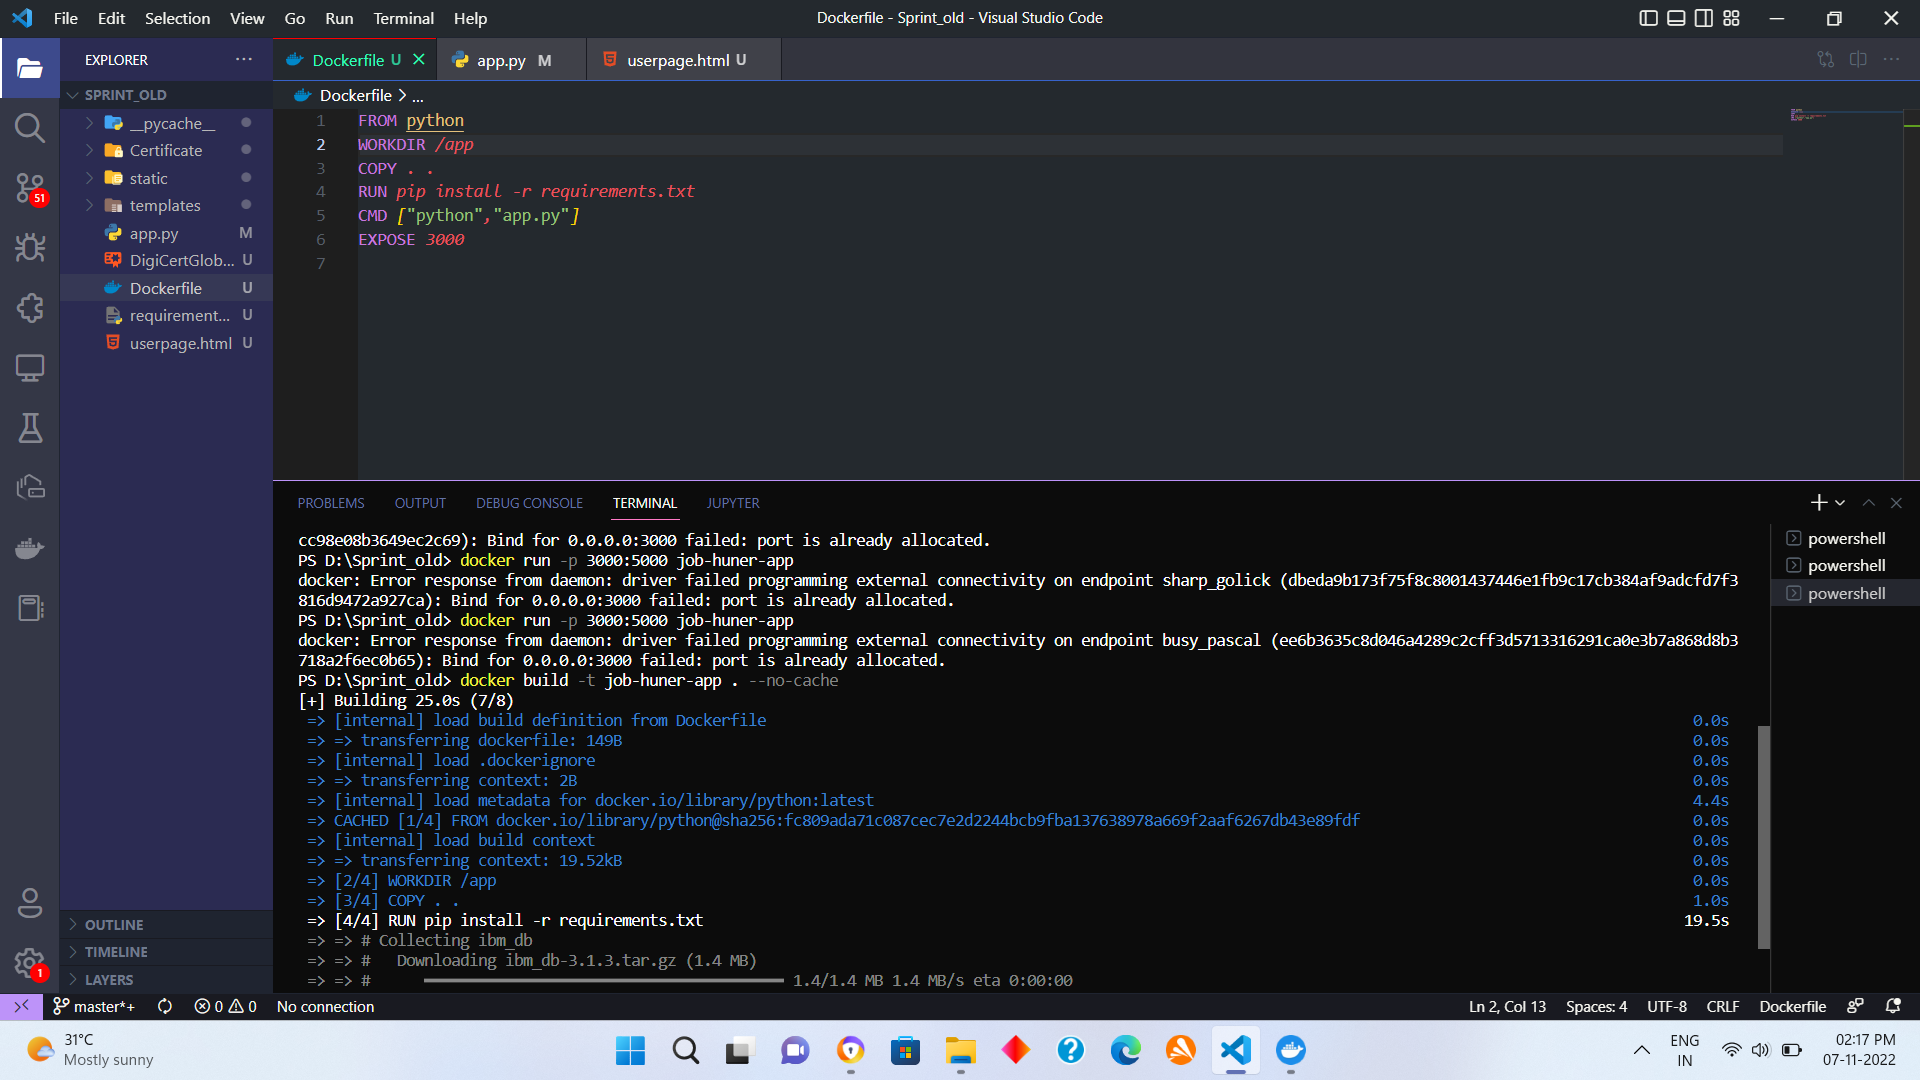 File Edit Selection View Go Run Terminal Help
Dockerfile - Sprint_old - Visual Studio Code
EXPLORER ...
SPRINT_OLD
__pycache__
Certificate
static
templates
app.py M
DigiCertGlob... U
Dockerfile U
requirement... U
userpage.html U
OUTLINE
TIMELINE
LAYERS
51
1
Dockerfile U
app.py M
userpage.html U
Dockerfile > ...
1 FROM python
2 WORKDIR /app
3 COPY . .
4 RUN pip install -r requirements.txt
5 CMD ["python","app.py"]
6 EXPOSE 3000
7
PROBLEMS OUTPUT DEBUG CONSOLE TERMINAL JUPYTER
cc98e08b3649ec2c69): Bind for 0.0.0.0:3000 failed: port is already allocated.
PS D:\Sprint_old> docker run -p 3000:5000 job-huner-app
docker: Error response from daemon: driver failed programming external connectivity on endpoint sharp_golick (dbeda9b173f75f8c8001437446e1fb9c17cb384af9adcfd7f3
816d9472a927ca): Bind for 0.0.0.0:3000 failed: port is already allocated.
PS D:\Sprint_old> docker run -p 3000:5000 job-huner-app
docker: Error response from daemon: driver failed programming external connectivity on endpoint busy_pascal (ee6b3635c8d046a4289c2cff3d5713316291ca0e3b7a868d8b3
718a2f6ec0b65): Bind for 0.0.0.0:3000 failed: port is already allocated.
PS D:\Sprint_old> docker build -t job-huner-app . --no-cache
[+] Building 25.0s (7/8)
=> [internal] load build definition from Dockerfile 0.0s
=> => transferring dockerfile: 149B 0.0s
=> [internal] load .dockerignore 0.0s
=> => transferring context: 2B 0.0s
=> [internal] load metadata for docker.io/library/python:latest 4.4s
=> CACHED [1/4] FROM docker.io/library/python@sha256:fc809ada71c087cec7e2d2244bcb9fba137638978a669f2aaf6267db43e89fdf 0.0s
=> [internal] load build context 0.0s
=> => transferring context: 19.52kB 0.0s
=> [2/4] WORKDIR /app 0.0s
=> [3/4] COPY . . 1.0s
=> [4/4] RUN pip install -r requirements.txt 19.5s
=> => # Collecting ibm_db
=> => #   Downloading ibm_db-3.1.3.tar.gz (1.4 MB)
=> => # 1.4/1.4 MB 1.4 MB/s eta 0:00:00
powershell
powershell
powershell
master*+ 0 0 No connection
Ln 2, Col 13 Spaces: 4 UTF-8 CRLF Dockerfile
31°C
Mostly sunny
ENG
IN
02:17 PM
07-11-2022